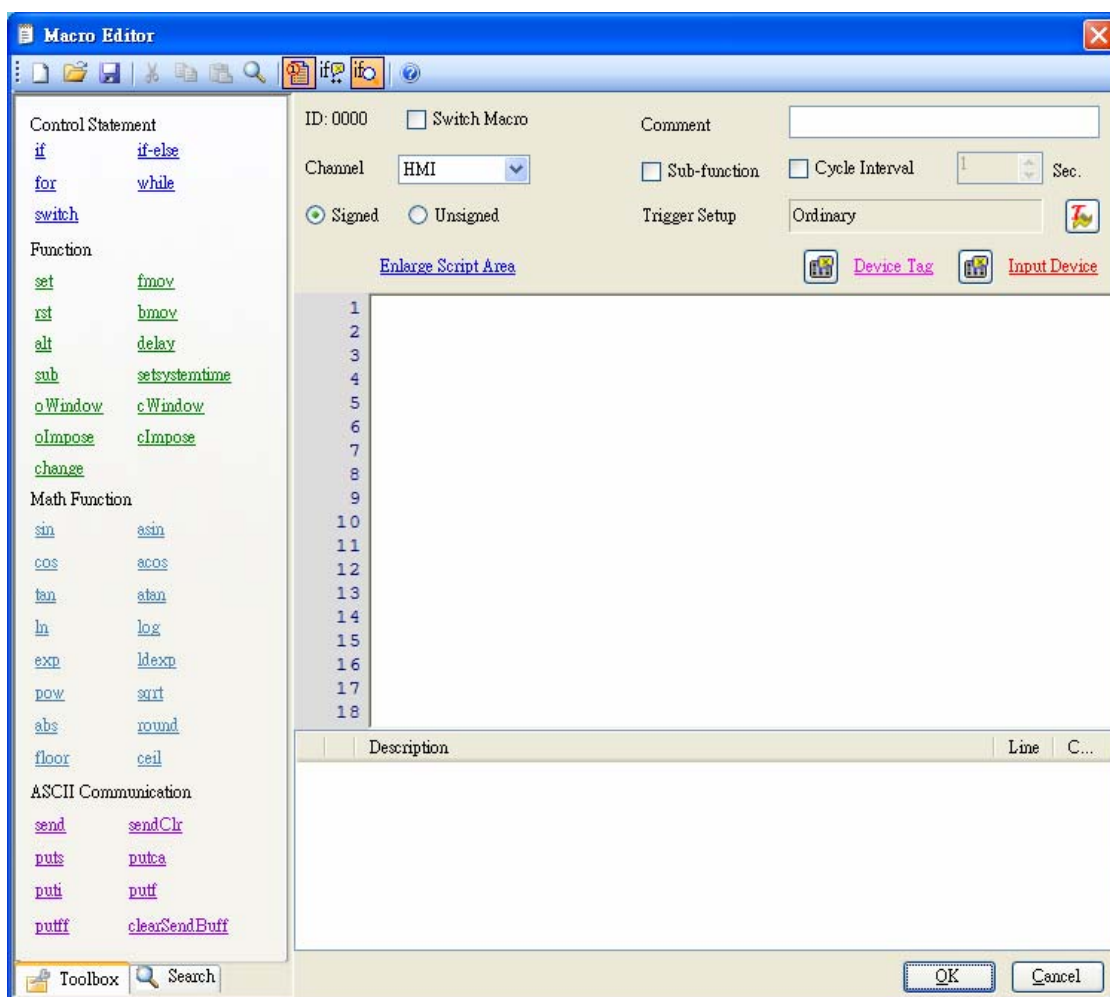 Macro Editor
Control Statement
if if-else
for while
switch
Function
set fmov
rst bmov
alt delay
sub setsystemtime
oWindow cWindow
oImpose cImpose
change
Math Function
sin asin
cos acos
tan atan
ln log
exp ldexp
pow sqrt
abs round
floor ceil
ASCII Communication
send sendClr
puts putca
puti putf
putff clearSendBuff
Toolbox Search
ID: 0000 Switch Macro Comment
Channel HMI Sub-function Cycle Interval 1 Sec.
Signed Unsigned Trigger Setup Ordinary
Enlarge Script Area Device Tag Input Device
1
2
3
4
5
6
7
8
9
10
11
12
13
14
15
16
17
18
Description Line C...
OK Cancel